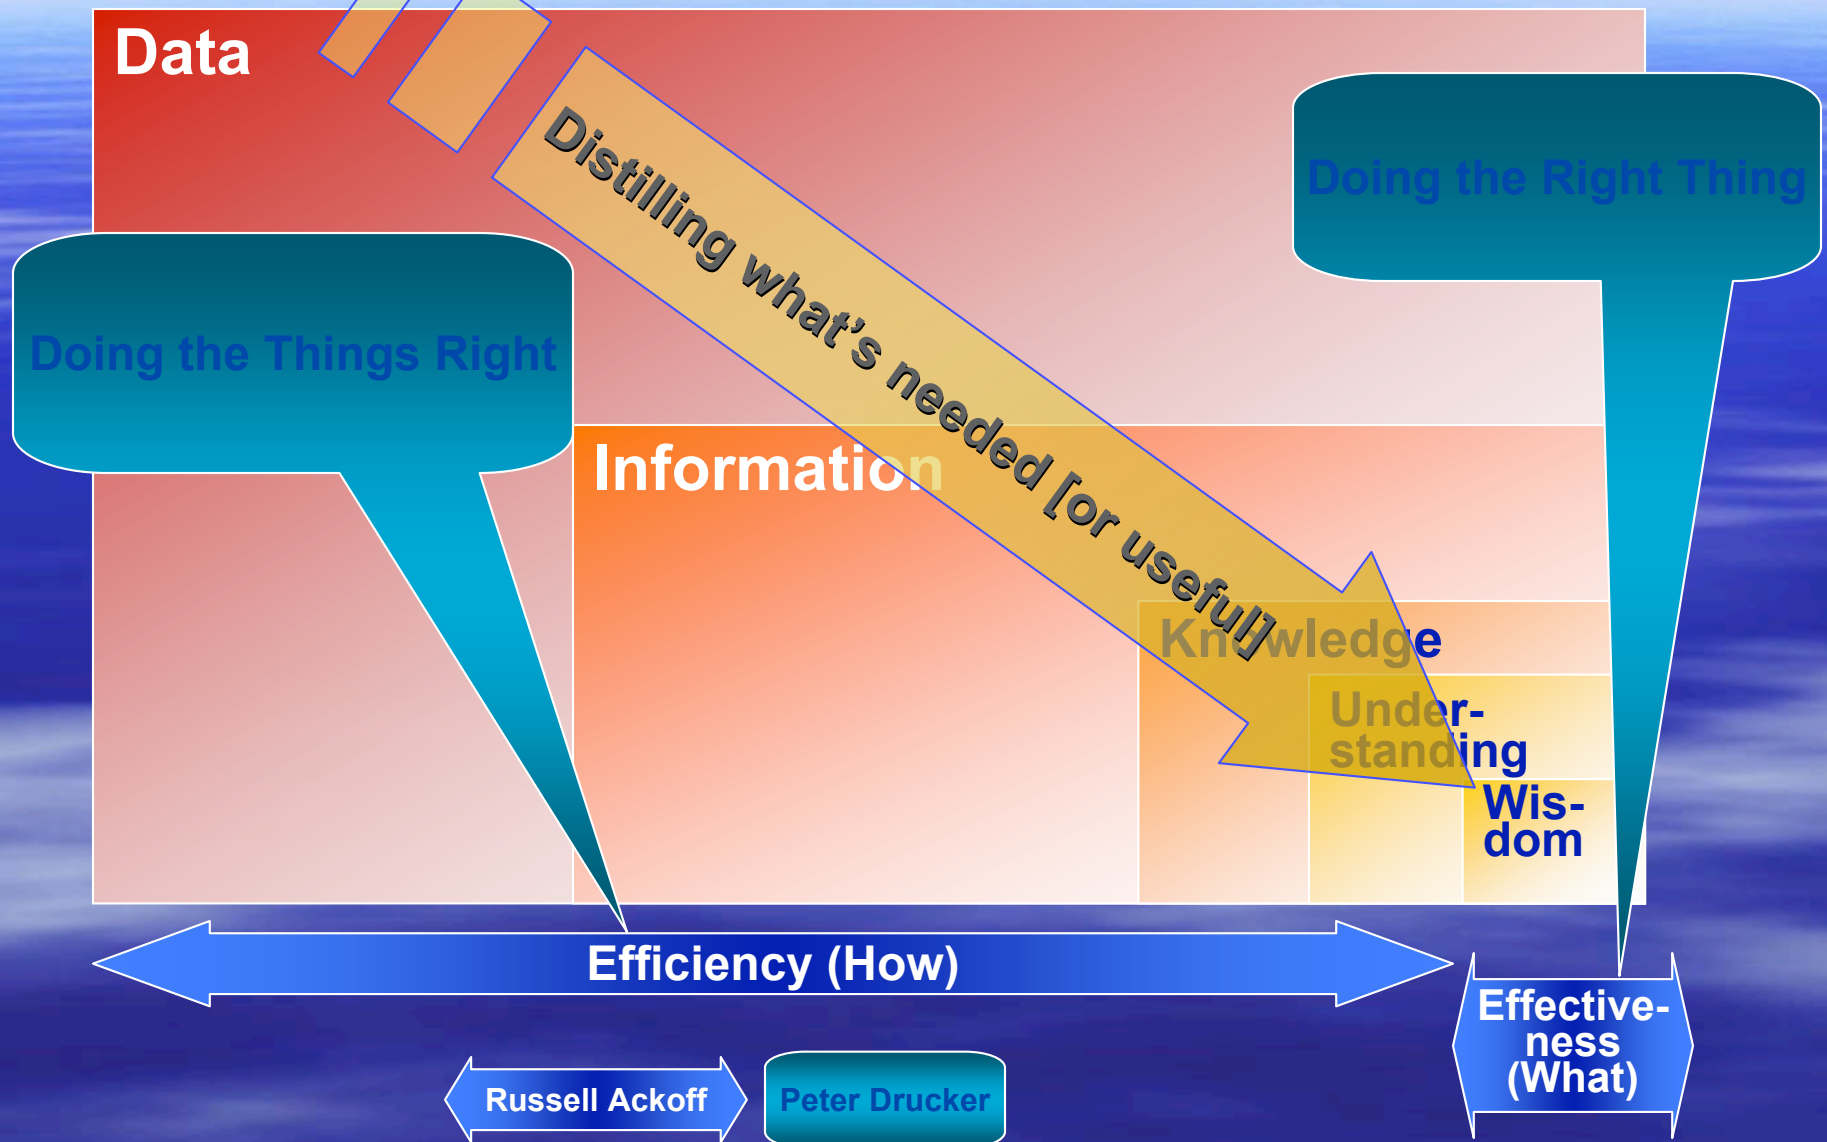 Data
Distilling what's needed [or useful]
Doing the Right Thing
Doing the Things Right
Information
Knowledge
Under-
standing
Wis-
dom
Efficiency (How)
Effective-
ness
(What)
Russell Ackoff
Peter Drucker